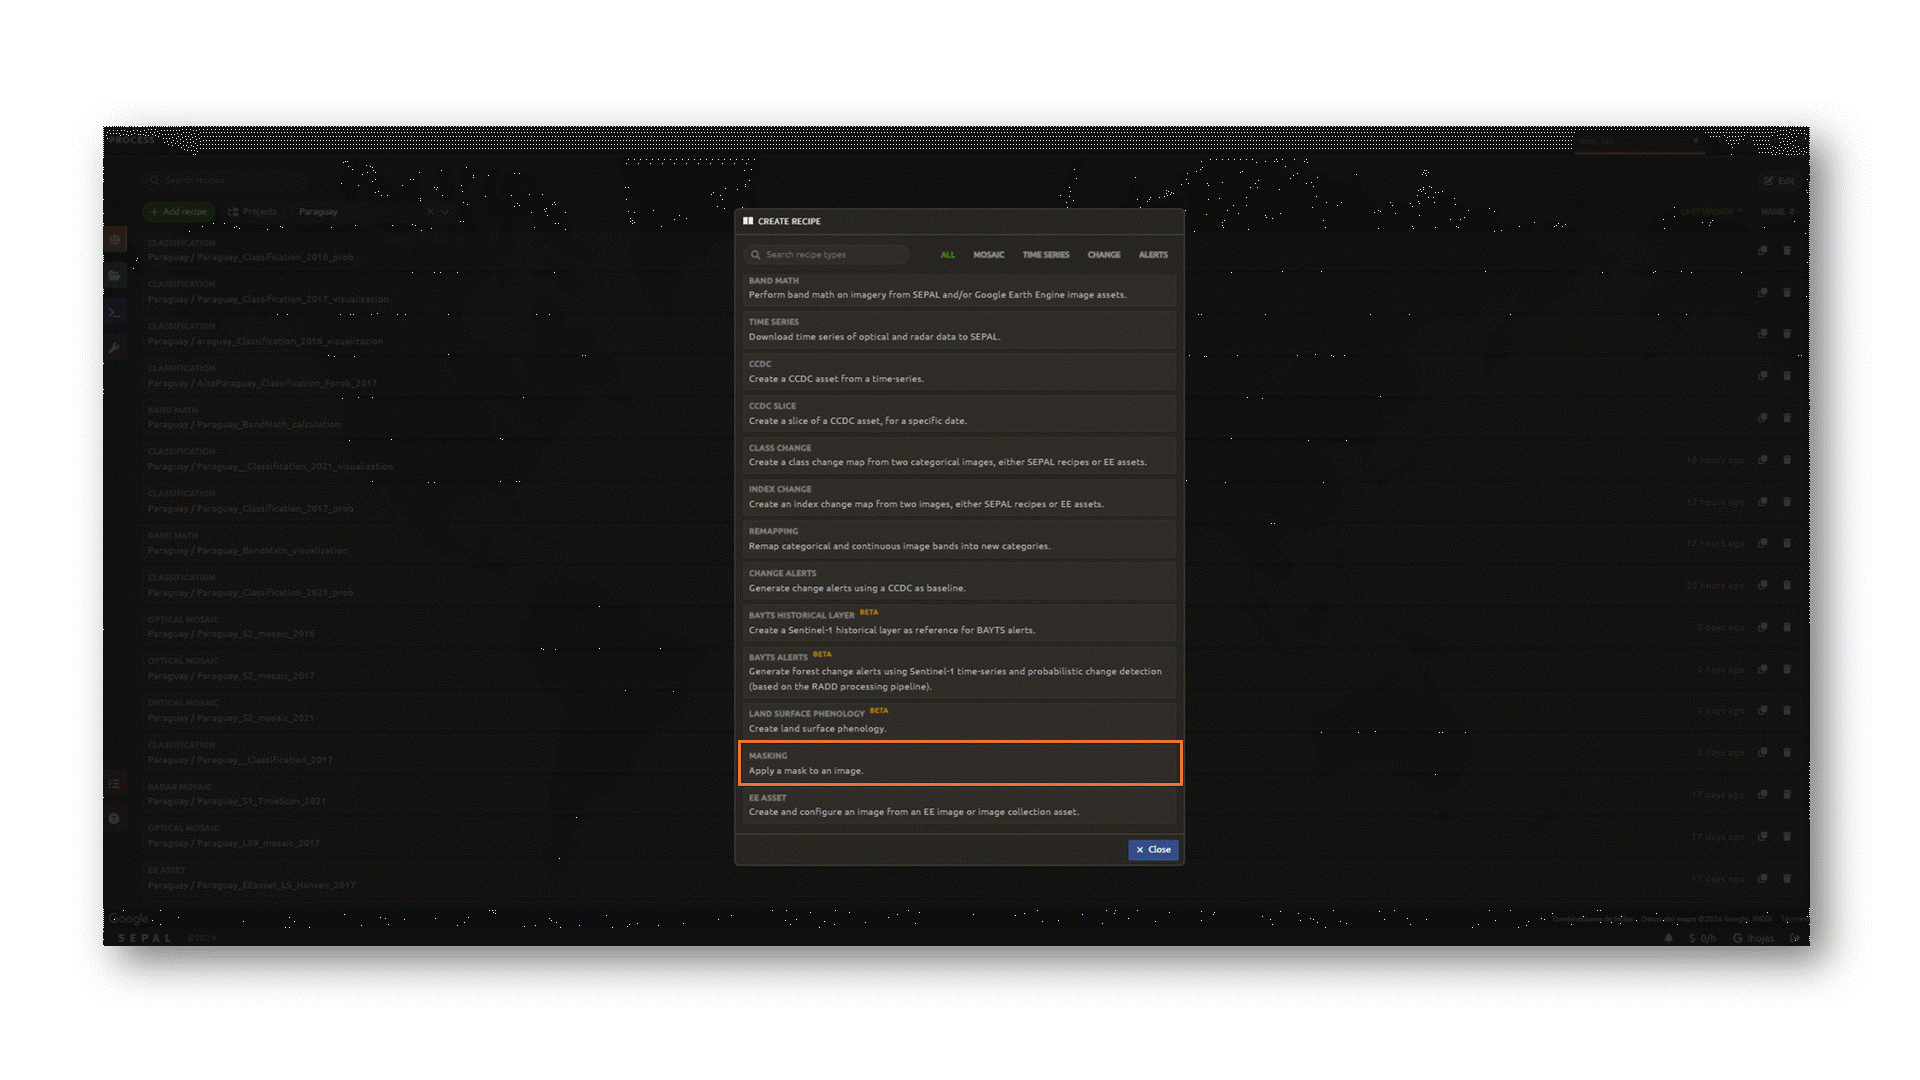 PROCESS
Search recipes
Edit
+ Add recipe
Projects
Paraguay
LAST UPDATE
NAME
CLASSIFICATION
Paraguay / Paraguay_Classification_2016_prob
CLASSIFICATION
Paraguay / Paraguay_Classification_2017_visualizacion
CLASSIFICATION
Paraguay / araguay_Classification_2016_visualizacion
CLASSIFICATION
Paraguay / AltoParaguay_Classification_Fprob_2017
BAND MATH
Paraguay / Paraguay_BandMath_calculation
CLASSIFICATION
Paraguay / Paraguay__Classification_2021_visualization
16 hours ago
CLASSIFICATION
Paraguay / Paraguay_Classification_2017_prob
17 hours ago
BAND MATH
Paraguay / Paraguay_BandMath_visualization
17 hours ago
CLASSIFICATION
Paraguay / Paraguay_Classification_2021_prob
20 hours ago
OPTICAL MOSAIC
Paraguay / Paraguay_S2_mosaic_2016
2 days ago
OPTICAL MOSAIC
Paraguay / Paraguay_S2_mosaic_2017
2 days ago
OPTICAL MOSAIC
Paraguay / Paraguay_S2_mosaic_2021
2 days ago
CLASSIFICATION
Paraguay / Paraguay__Classification_2017
2 days ago
RADAR MOSAIC
Paraguay / Paraguay_S1_TimeScan_2021
17 days ago
OPTICAL MOSAIC
Paraguay / Paraguay_L89_mosaic_2017
17 days ago
EE ASSET
Paraguay / Paraguay_EEasset_LS_Hansen_2017
17 days ago
CREATE RECIPE
Search recipe types
ALL MOSAIC TIME SERIES CHANGE ALERTS
BAND MATH
Perform band math on imagery from SEPAL and/or Google Earth Engine image assets.
TIME SERIES
Download time series of optical and radar data to SEPAL.
CCDC
Create a CCDC asset from a time-series.
CCDC SLICE
Create a slice of a CCDC asset, for a specific date.
CLASS CHANGE
Create a class change map from two categorical images, either SEPAL recipes or EE assets.
INDEX CHANGE
Create an index change map from two images, either SEPAL recipes or EE assets.
REMAPPING
Remap categorical and continuous image bands into new categories.
CHANGE ALERTS
Generate change alerts using a CCDC as baseline.
BAYTS HISTORICAL LAYER BETA
Create a Sentinel-1 historical layer as reference for BAYTS alerts.
BAYTS ALERTS BETA
Generate forest change alerts using Sentinel-1 time-series and probabilistic change detection
(based on the RADD processing pipeline).
LAND SURFACE PHENOLOGY BETA
Create land surface phenology.
MASKING
Apply a mask to an image.
EE ASSET
Create and configure an image from an EE image or image collection asset.
Close
Google
Datos del mapa ©2024 Google, INEGI
SEPAL ©2024
$ 0/h
lhojas